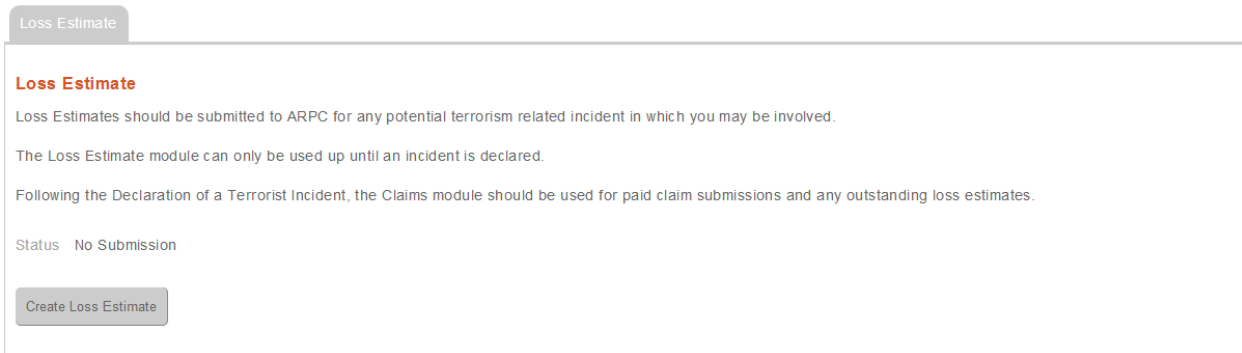 Loss Estimate
Loss Estimate
Loss Estimates should be submitted to ARPC for any potential terrorism related incident in which you may be involved.
The Loss Estimate module can only be used up until an incident is declared.
Following the Declaration of a Terrorist Incident, the Claims module should be used for paid claim submissions and any outstanding loss estimates.
Status No Submission
Create Loss Estimate